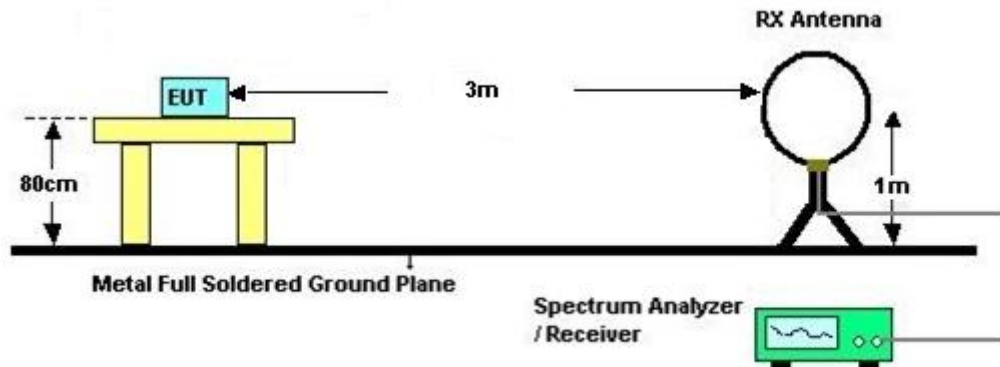 RX Antenna
EUT
3m
80cm
1m
Metal Full Soldered Ground Plane
Spectrum Analyzer
/ Receiver